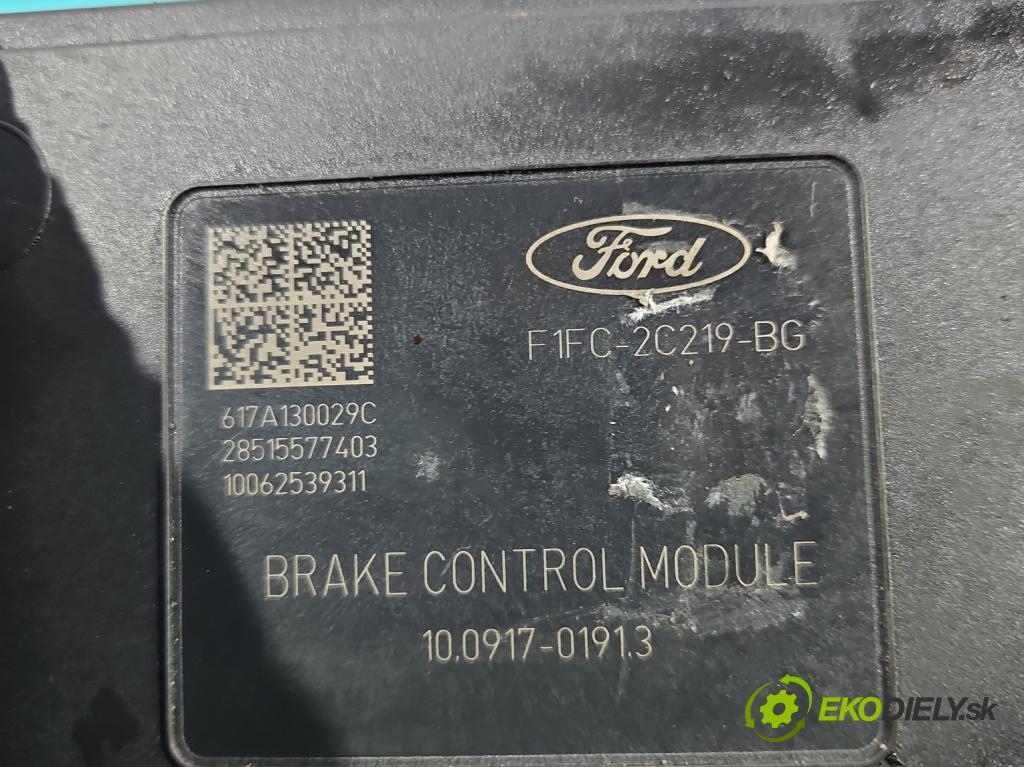 Ford
F1FC-2C219-BG
617A130029C
28515577403
10062539311
BRAKE CONTROL MODULE
10.0917-0191.3
EKODIELY.sk